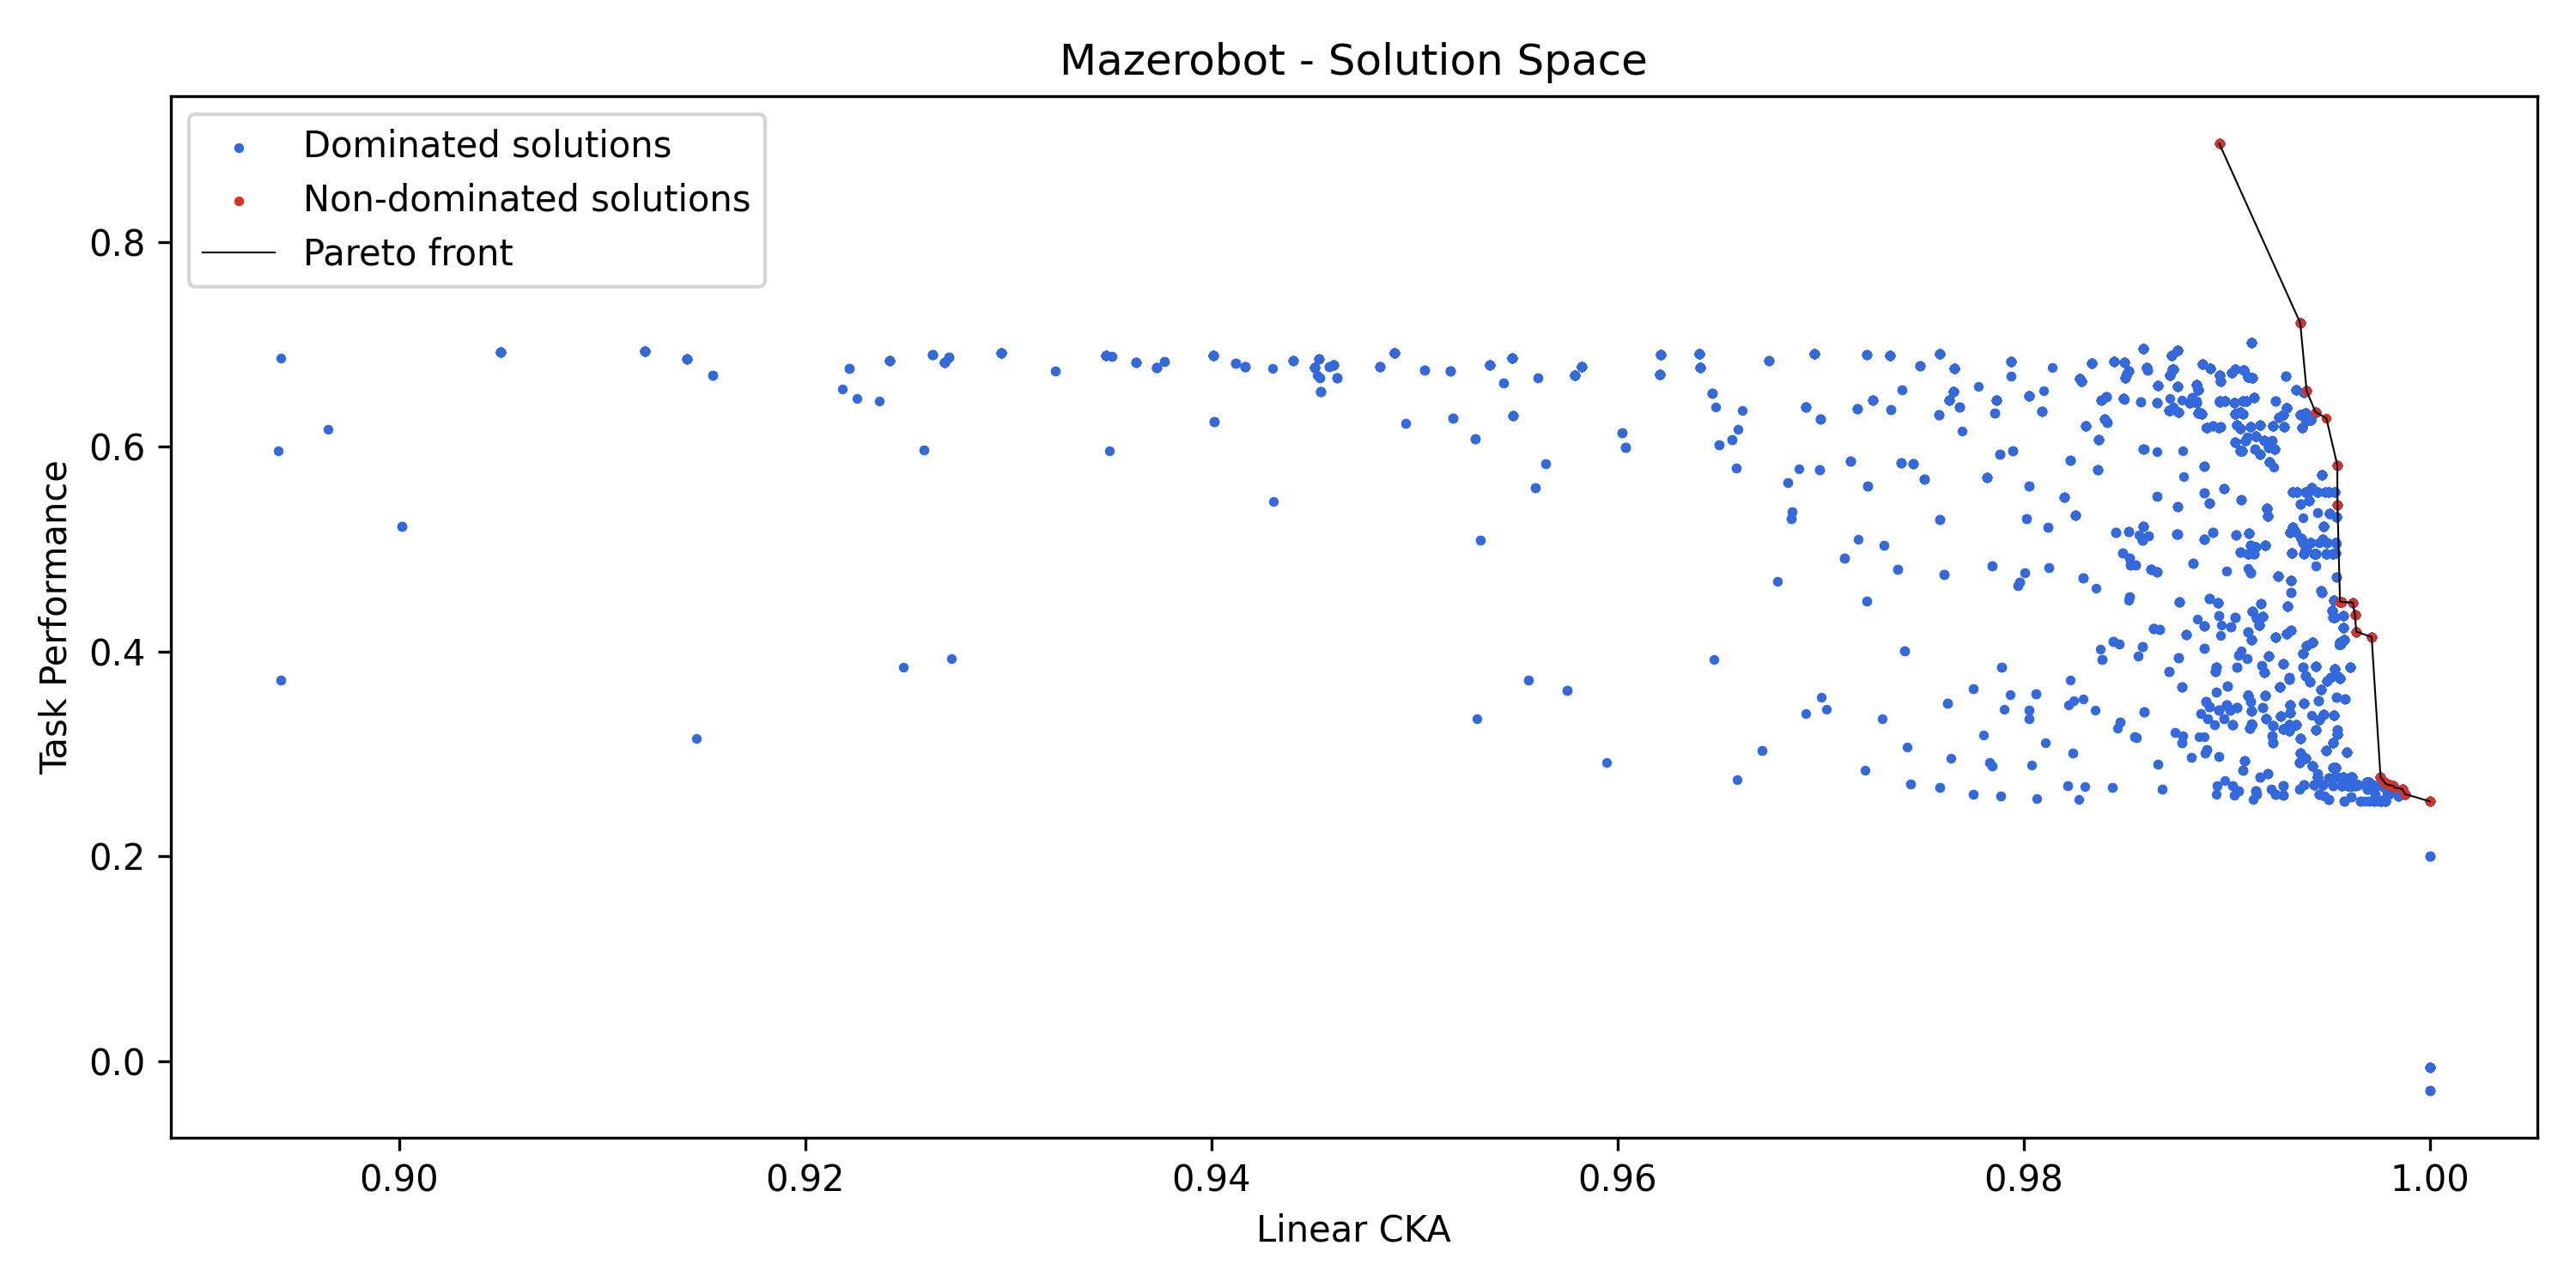 Mazerobot - Solution Space
Dominated solutions
Non-dominated solutions
Pareto front
Task Performance
0.8
0.6
0.4
0.2
0.0
0.90
0.92
0.94
0.96
0.98
1.00
Linear CKA